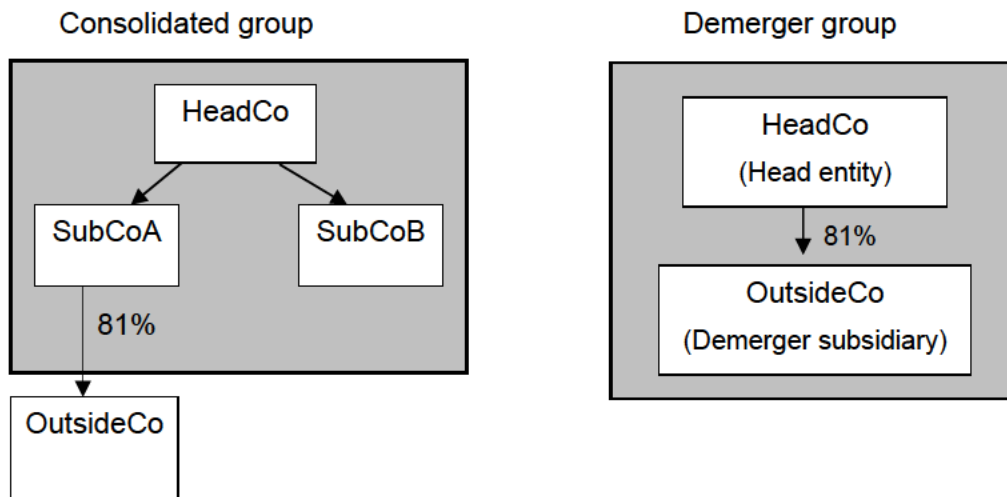 Consolidated group
HeadCo
SubCoA
SubCoB
81%
OutsideCo
Demerger group
HeadCo
(Head entity)
81%
OutsideCo
(Demerger subsidiary)